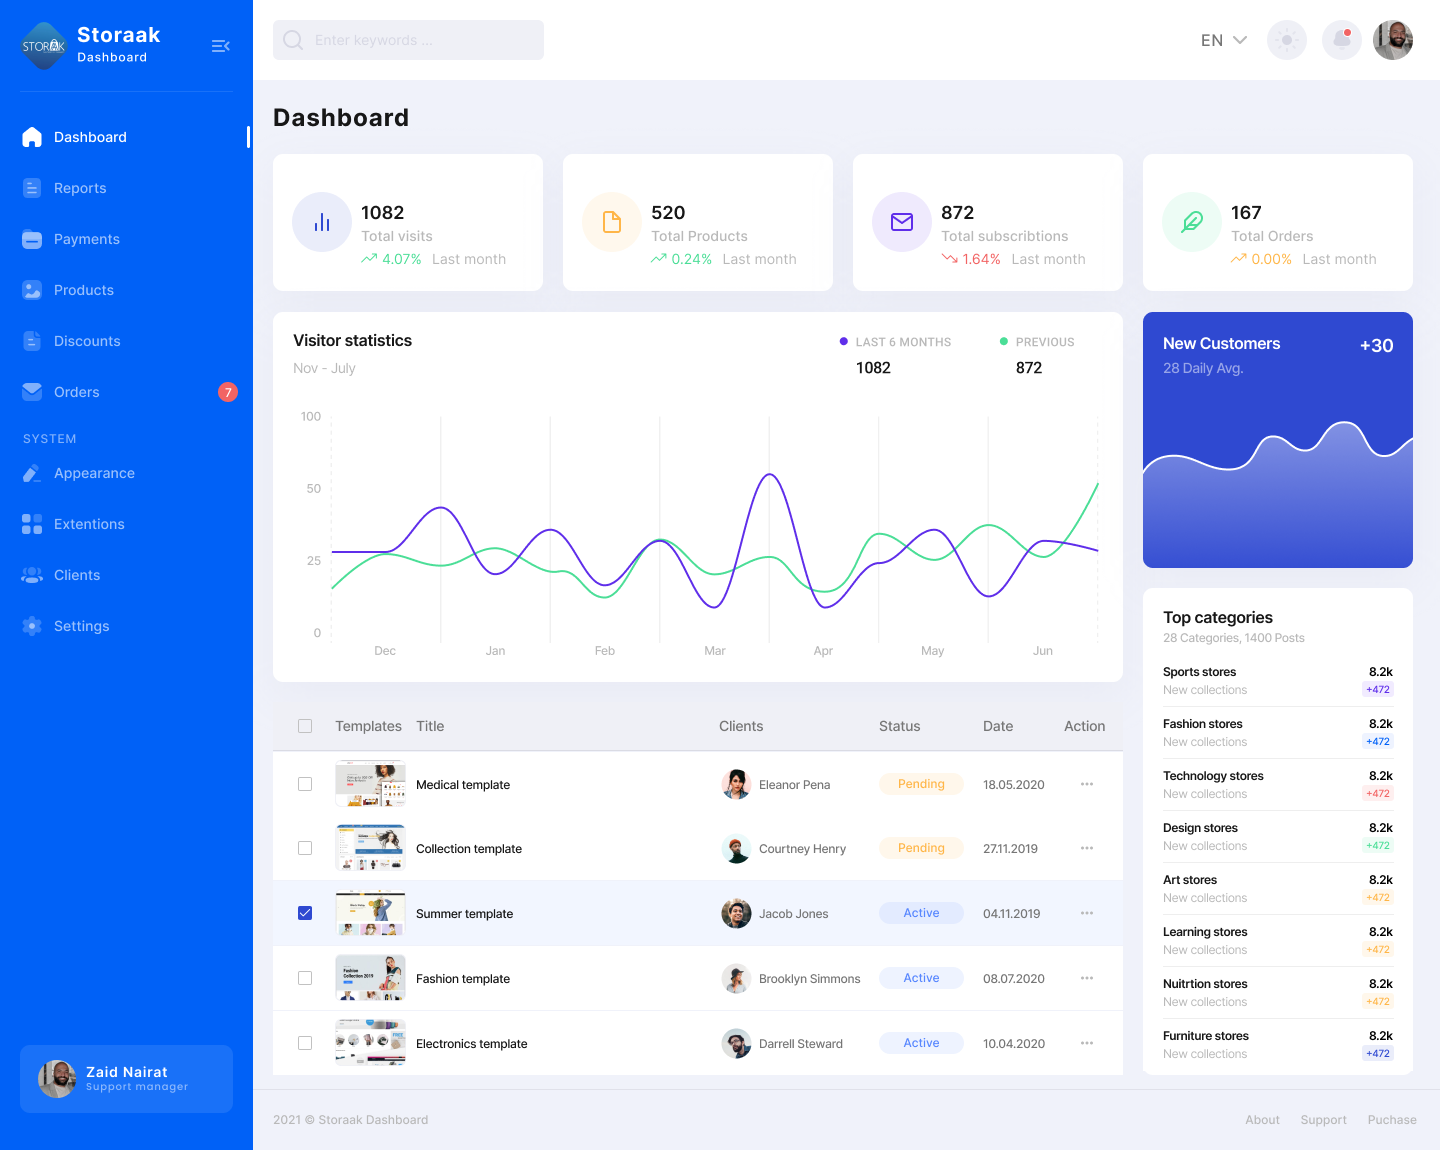 STORAK
Storaak
Dashboard
Dashboard
Reports
Payments
Products
Discounts
Orders
7
SYSTEM
Appearance
Extentions
Clients
Settings
Zaid Nairat
Support manager
Enter keywords ...
EN
Dashboard
1082
Total visits
4.07% Last month
520
Total Products
0.24% Last month
872
Total subscribtions
1.64% Last month
167
Total Orders
0.00% Last month
Visitor statistics
Nov - July
LAST 6 MONTHS
1082
PREVIOUS
872
100
50
25
0
Dec Jan Feb Mar Apr May Jun
New Customers
+30
28 Daily Avg.
Templates Title Clients Status Date Action
Medical template Eleanor Pena Pending 18.05.2020
Collection template Courtney Henry Pending 27.11.2019
Summer template Jacob Jones Active 04.11.2019
Fashion
Collection 2019
Fashion template Brooklyn Simmons Active 08.07.2020
Electronics template Darrell Steward Active 10.04.2020
Top categories
28 Categories, 1400 Posts
Sports stores 8.2k
New collections +472
Fashion stores 8.2k
New collections +472
Technology stores 8.2k
New collections +472
Design stores 8.2k
New collections +472
Art stores 8.2k
New collections +472
Learning stores 8.2k
New collections +472
Nuitrtion stores 8.2k
New collections +472
Furniture stores 8.2k
New collections +472
2021 © Storaak Dashboard
About Support Puchase